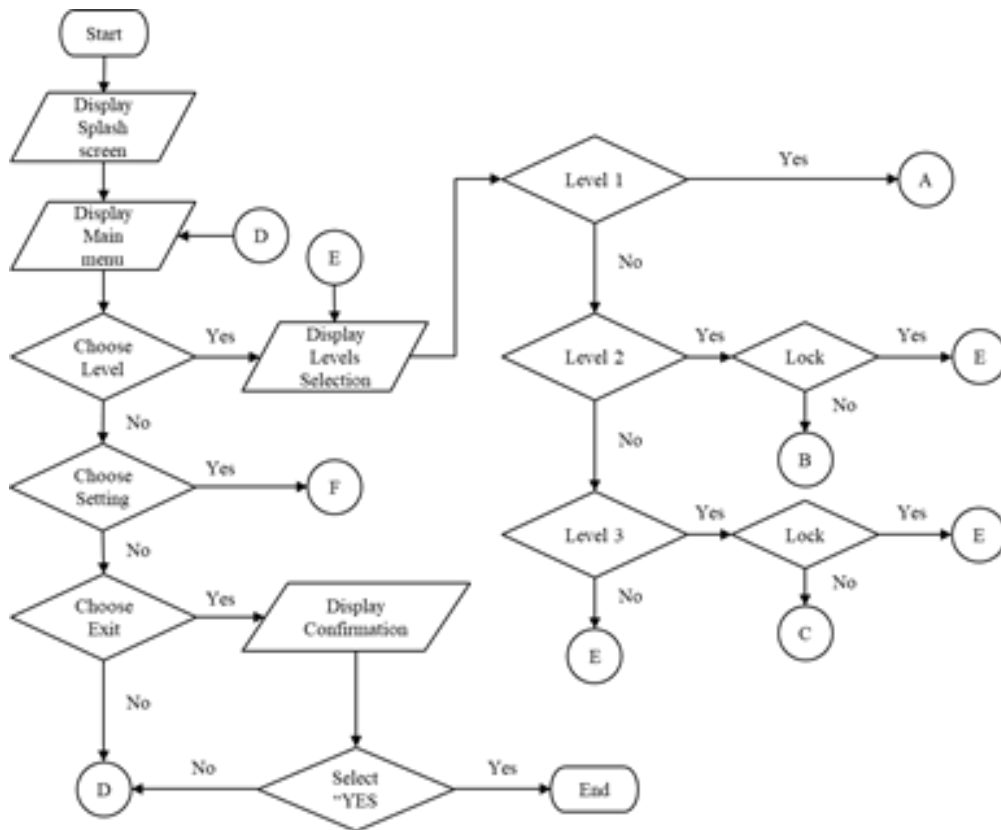 Start
Display
Splash
screen
Display
Main
menu
D
E
Choose
Level
Yes
Display
Levels
Selection
No
Choose
Setting
Yes
F
No
Choose
Exit
Yes
Display
Confirmation
No
D
No
Select
"YES
Yes
End
Level 1
Yes
A
No
Level 2
Yes
Lock
Yes
E
No
B
No
Level 3
Yes
Lock
Yes
E
No
C
No
E